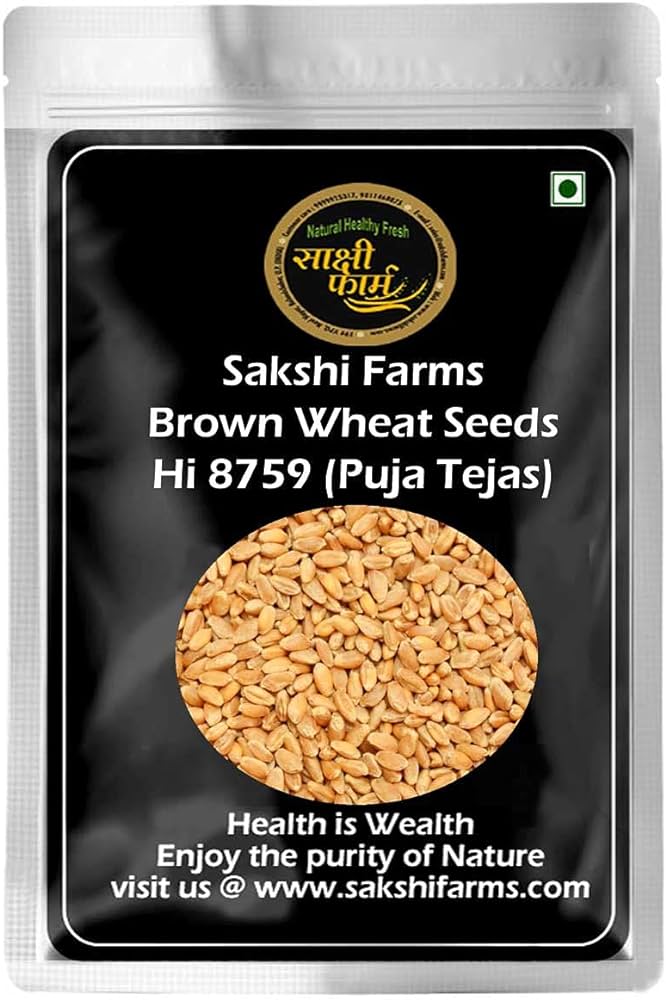 Natural Healthy Fresh
साक्षी
फार्म
Sakshi Farms
Brown Wheat Seeds
Hi 8759 (Puja Tejas)
Health is Wealth
Enjoy the purity of Nature
visit us @ www.sakshifarms.com